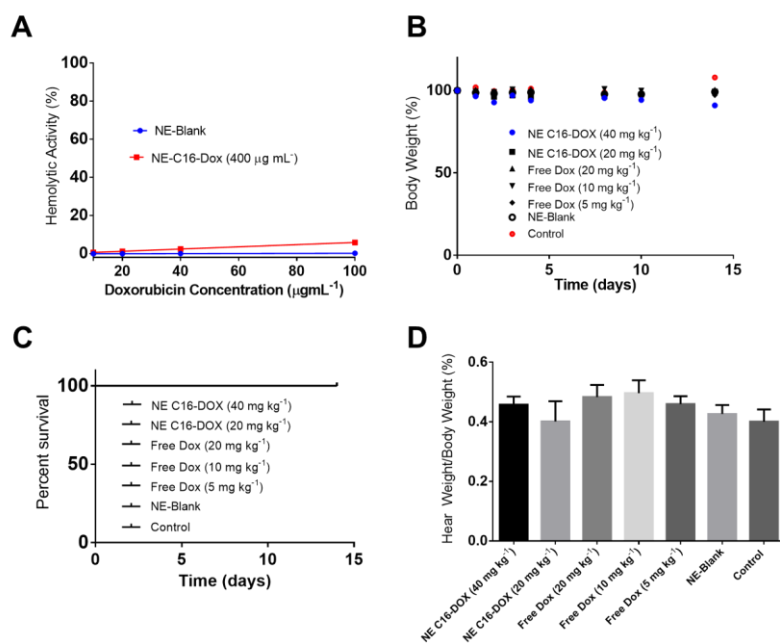 A
Hemolytic Activity (%)
100
80
60
40
20
0
NE-Blank
NE-C16-Dox (400 µg mL⁻)
20 40 60 80 100
Doxorubicin Concentration (µgmL⁻¹)
B
Body Weight (%)
100
50
0
NE C16-DOX (40 mg kg⁻¹)
NE C16-DOX (20 mg kg⁻¹)
Free Dox (20 mg kg⁻¹)
Free Dox (10 mg kg⁻¹)
Free Dox (5 mg kg⁻¹)
NE-Blank
Control
0 5 10 15
Time (days)
C
Percent survival
100
50
0
NE C16-DOX (40 mg kg⁻¹)
NE C16-DOX (20 mg kg⁻¹)
Free Dox (20 mg kg⁻¹)
Free Dox (10 mg kg⁻¹)
Free Dox (5 mg kg⁻¹)
NE-Blank
Control
0 5 10 15
Time (days)
D
Hear Weight/Body Weight (%)
0.6
0.4
0.2
0.0
NE C16-DOX (40 mg kg⁻¹)
NE C16-DOX (20 mg kg⁻¹)
Free Dox (20 mg kg⁻¹)
Free Dox (10 mg kg⁻¹)
Free Dox (5 mg kg⁻¹)
NE-Blank
Control